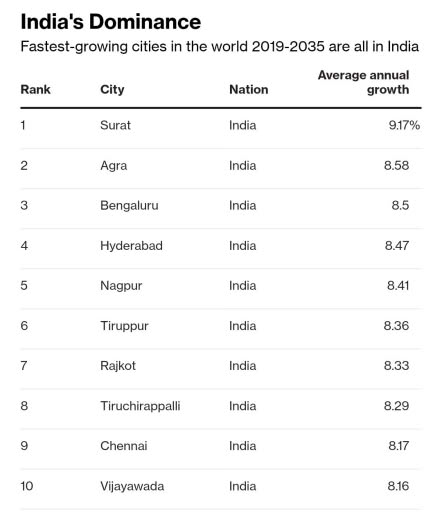 India's Dominance
Fastest-growing cities in the world 2019-2035 are all in India
Rank City Nation Average annual growth
1 Surat India 9.17%
2 Agra India 8.58
3 Bengaluru India 8.5
4 Hyderabad India 8.47
5 Nagpur India 8.41
6 Tiruppur India 8.36
7 Rajkot India 8.33
8 Tiruchirappalli India 8.29
9 Chennai India 8.17
10 Vijayawada India 8.16